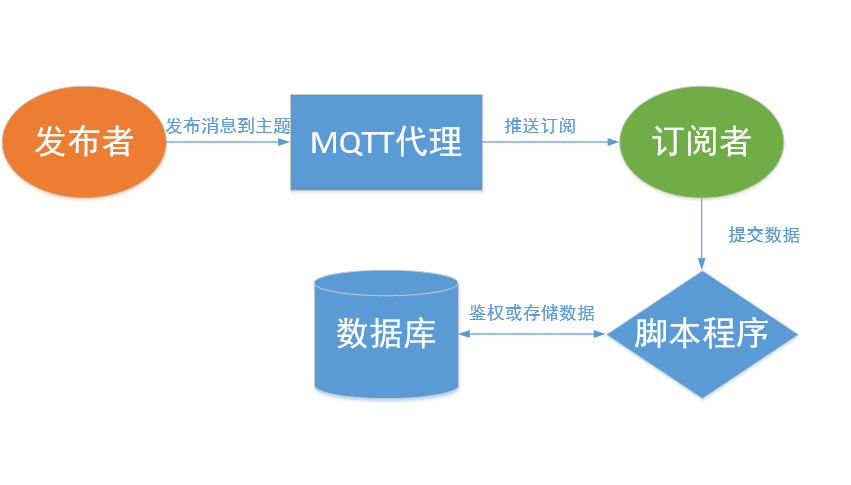 发布者
发布消息到主题
MQTT代理
推送订阅
订阅者
提交数据
数据库
鉴权或存储数据
脚本程序